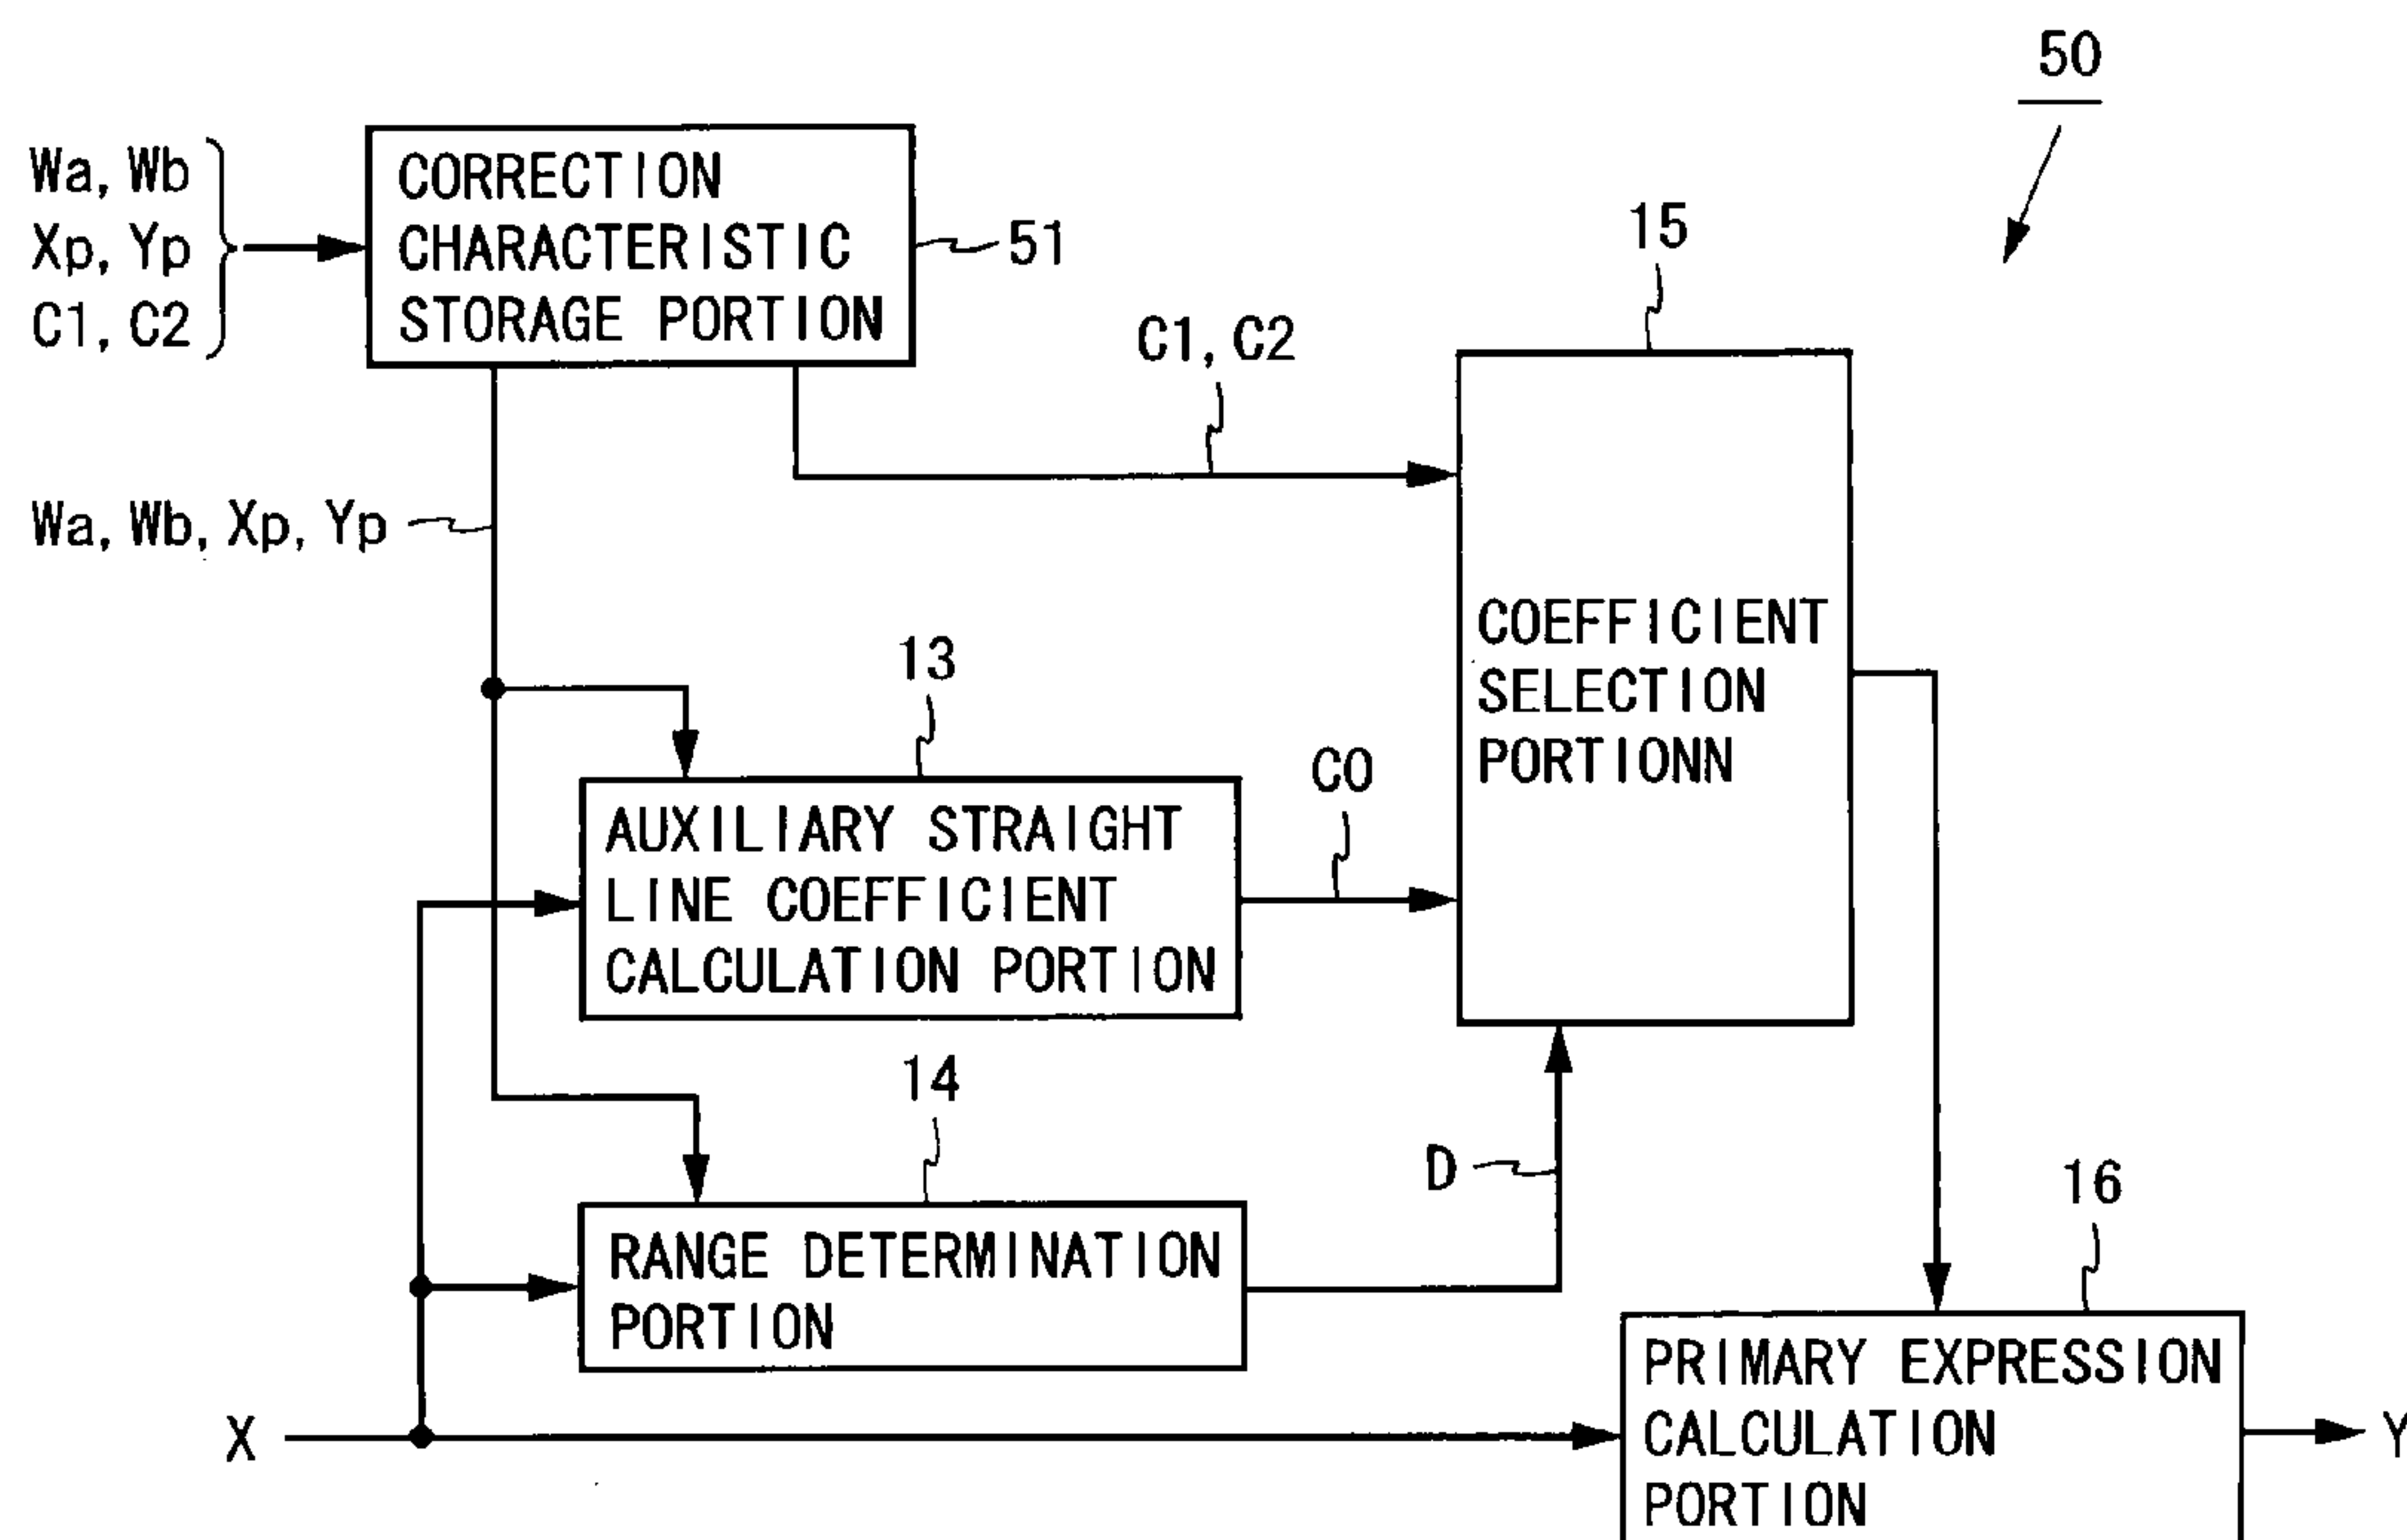 50
Wa, Wb
Xp, Yp
C1, C2
CORRECTION
CHARACTERISTIC
STORAGE PORTION
51
15
C1, C2
Wa, Wb, Xp, Yp
COEFFICIENT
SELECTION
PORTIONN
13
C0
AUXILIARY STRAIGHT
LINE COEFFICIENT
CALCULATION PORTION
14
D
16
RANGE DETERMINATION
PORTION
X
PRIMARY EXPRESSION
CALCULATION
PORTION
Y